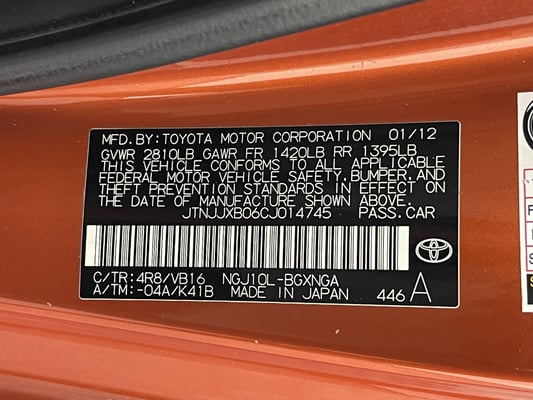 MFD. BY: TOYOTA MOTOR CORPORATION 01/12
GVWR 2810LB GAWR FR 1420LB RR 1395LB
THIS VEHICLE CONFORMS TO ALL APPLICABLE
FEDERAL MOTOR VEHICLE SAFETY, BUMPER, AND
THEFT PREVENTION STANDARDS IN EFFECT ON
THE DATE OF MANUFACTURE SHOWN ABOVE.
JTNJJXB06CJ014745 PASS. CAR
C/TR: 4R8/VB16 NGJ10L-BGXNGA
A/TM: -04A/K41B MADE IN JAPAN 446 A